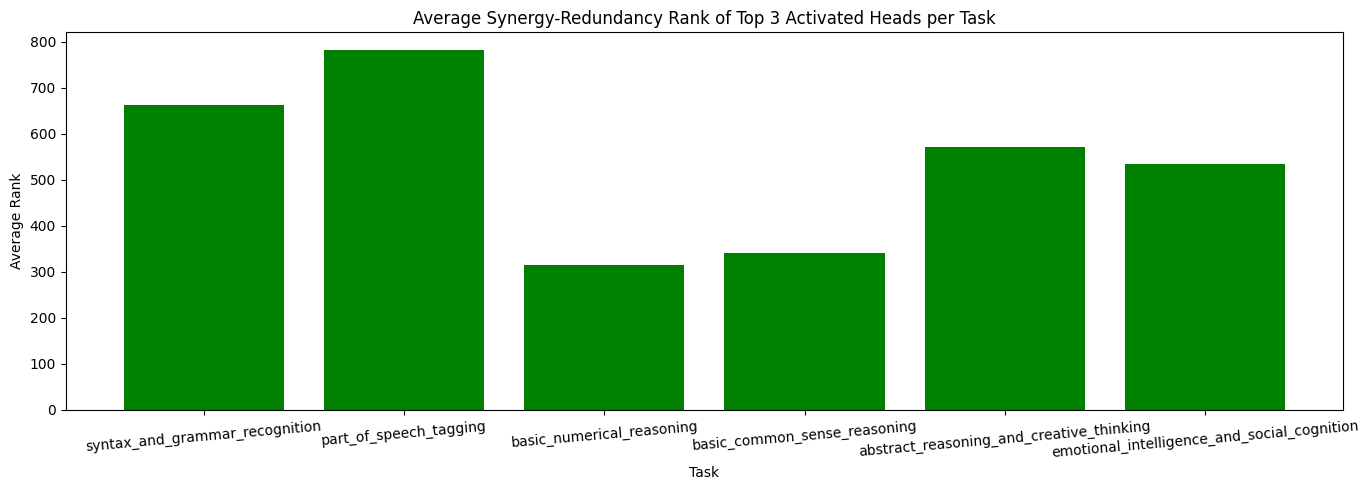 Average Synergy-Redundancy Rank of Top 3 Activated Heads per Task
Average Rank
800
700
600
500
400
300
200
100
0
syntax_and_grammar_recognition
part_of_speech_tagging
basic_numerical_reasoning
basic_common_sense_reasoning
abstract_reasoning_and_creative_thinking
emotional_intelligence_and_social_cognition
Task